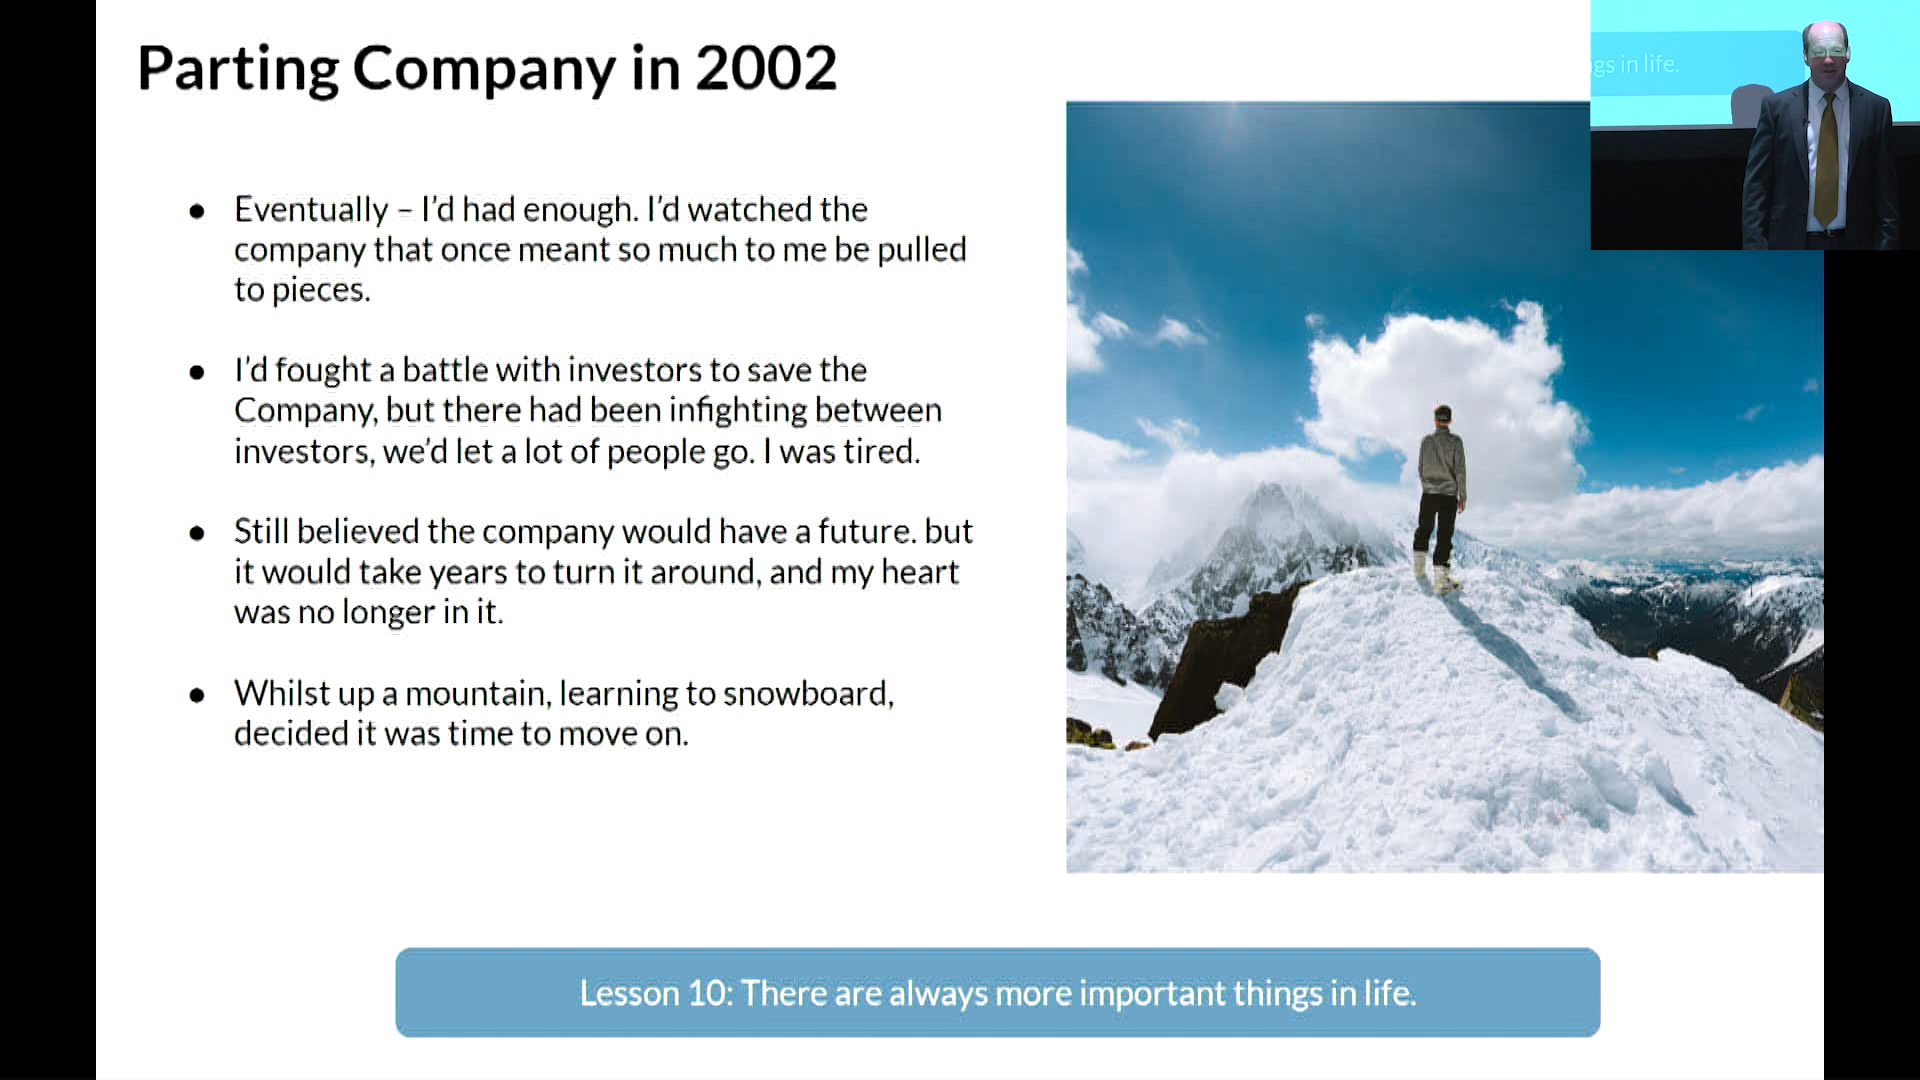 Parting Company in 2002
gs in life.
● Eventually – I'd had enough. I'd watched the
company that once meant so much to me be pulled
to pieces.
● I'd fought a battle with investors to save the
Company, but there had been infighting between
investors, we'd let a lot of people go. I was tired.
● Still believed the company would have a future. but
it would take years to turn it around, and my heart
was no longer in it.
● Whilst up a mountain, learning to snowboard,
decided it was time to move on.
Lesson 10: There are always more important things in life.